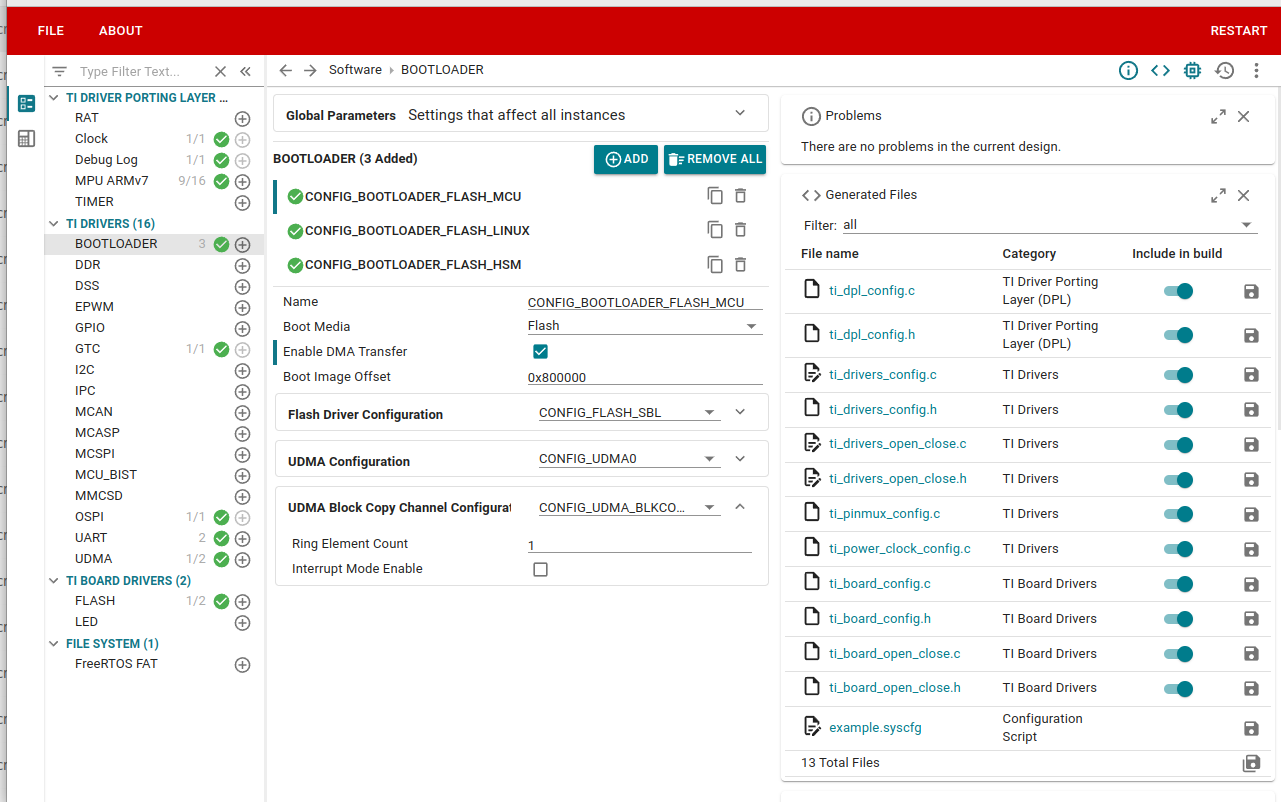 FILE ABOUT RESTART
Type Filter Text...
TI DRIVER PORTING LAYER ...
RAT
Clock 1/1
Debug Log 1/1
MPU ARMv7 9/16
TIMER
TI DRIVERS (16)
BOOTLOADER 3
DDR
DSS
EPWM
GPIO
GTC 1/1
I2C
IPC
MCAN
MCASP
MCSPI
MCU_BIST
MMCSD
OSPI 1/1
UART 2
UDMA 1/2
TI BOARD DRIVERS (2)
FLASH 1/2
LED
FILE SYSTEM (1)
FreeRTOS FAT
Software › BOOTLOADER
Global Parameters Settings that affect all instances
BOOTLOADER (3 Added) ADD REMOVE ALL
CONFIG_BOOTLOADER_FLASH_MCU
CONFIG_BOOTLOADER_FLASH_LINUX
CONFIG_BOOTLOADER_FLASH_HSM
Name CONFIG_BOOTLOADER_FLASH_MCU
Boot Media Flash
Enable DMA Transfer
Boot Image Offset 0x800000
Flash Driver Configuration CONFIG_FLASH_SBL
UDMA Configuration CONFIG_UDMA0
UDMA Block Copy Channel Configurat CONFIG_UDMA_BLKCO...
Ring Element Count 1
Interrupt Mode Enable
Problems
There are no problems in the current design.
Generated Files
Filter: all
File name Category Include in build
ti_dpl_config.c TI Driver Porting
Layer (DPL)
ti_dpl_config.h TI Driver Porting
Layer (DPL)
ti_drivers_config.c TI Drivers
ti_drivers_config.h TI Drivers
ti_drivers_open_close.c TI Drivers
ti_drivers_open_close.h TI Drivers
ti_pinmux_config.c TI Drivers
ti_power_clock_config.c TI Drivers
ti_board_config.c TI Board Drivers
ti_board_config.h TI Board Drivers
ti_board_open_close.c TI Board Drivers
ti_board_open_close.h TI Board Drivers
example.syscfg Configuration
Script
13 Total Files